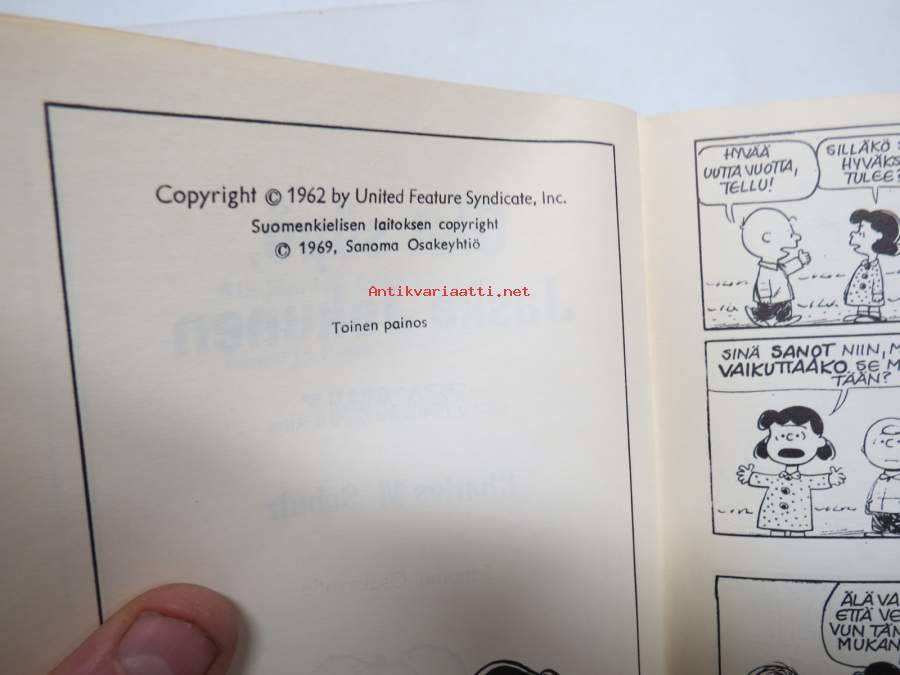 Copyright © 1962 by United Feature Syndicate, Inc.
Suomenkielisen laitoksen copyright
© 1969, Sanoma Osakeyhtiö
Antikvariaatti.net
Toinen painos
HYVÄÄ
UUTTA VUOTTA,
TELLU!
SILLÄKÖ
TULEE?
SINÄ SANOT NIIN,
VAIKUTTAAKO SE
TÄÄN?
ÄLÄ
ETTÄ
VUN